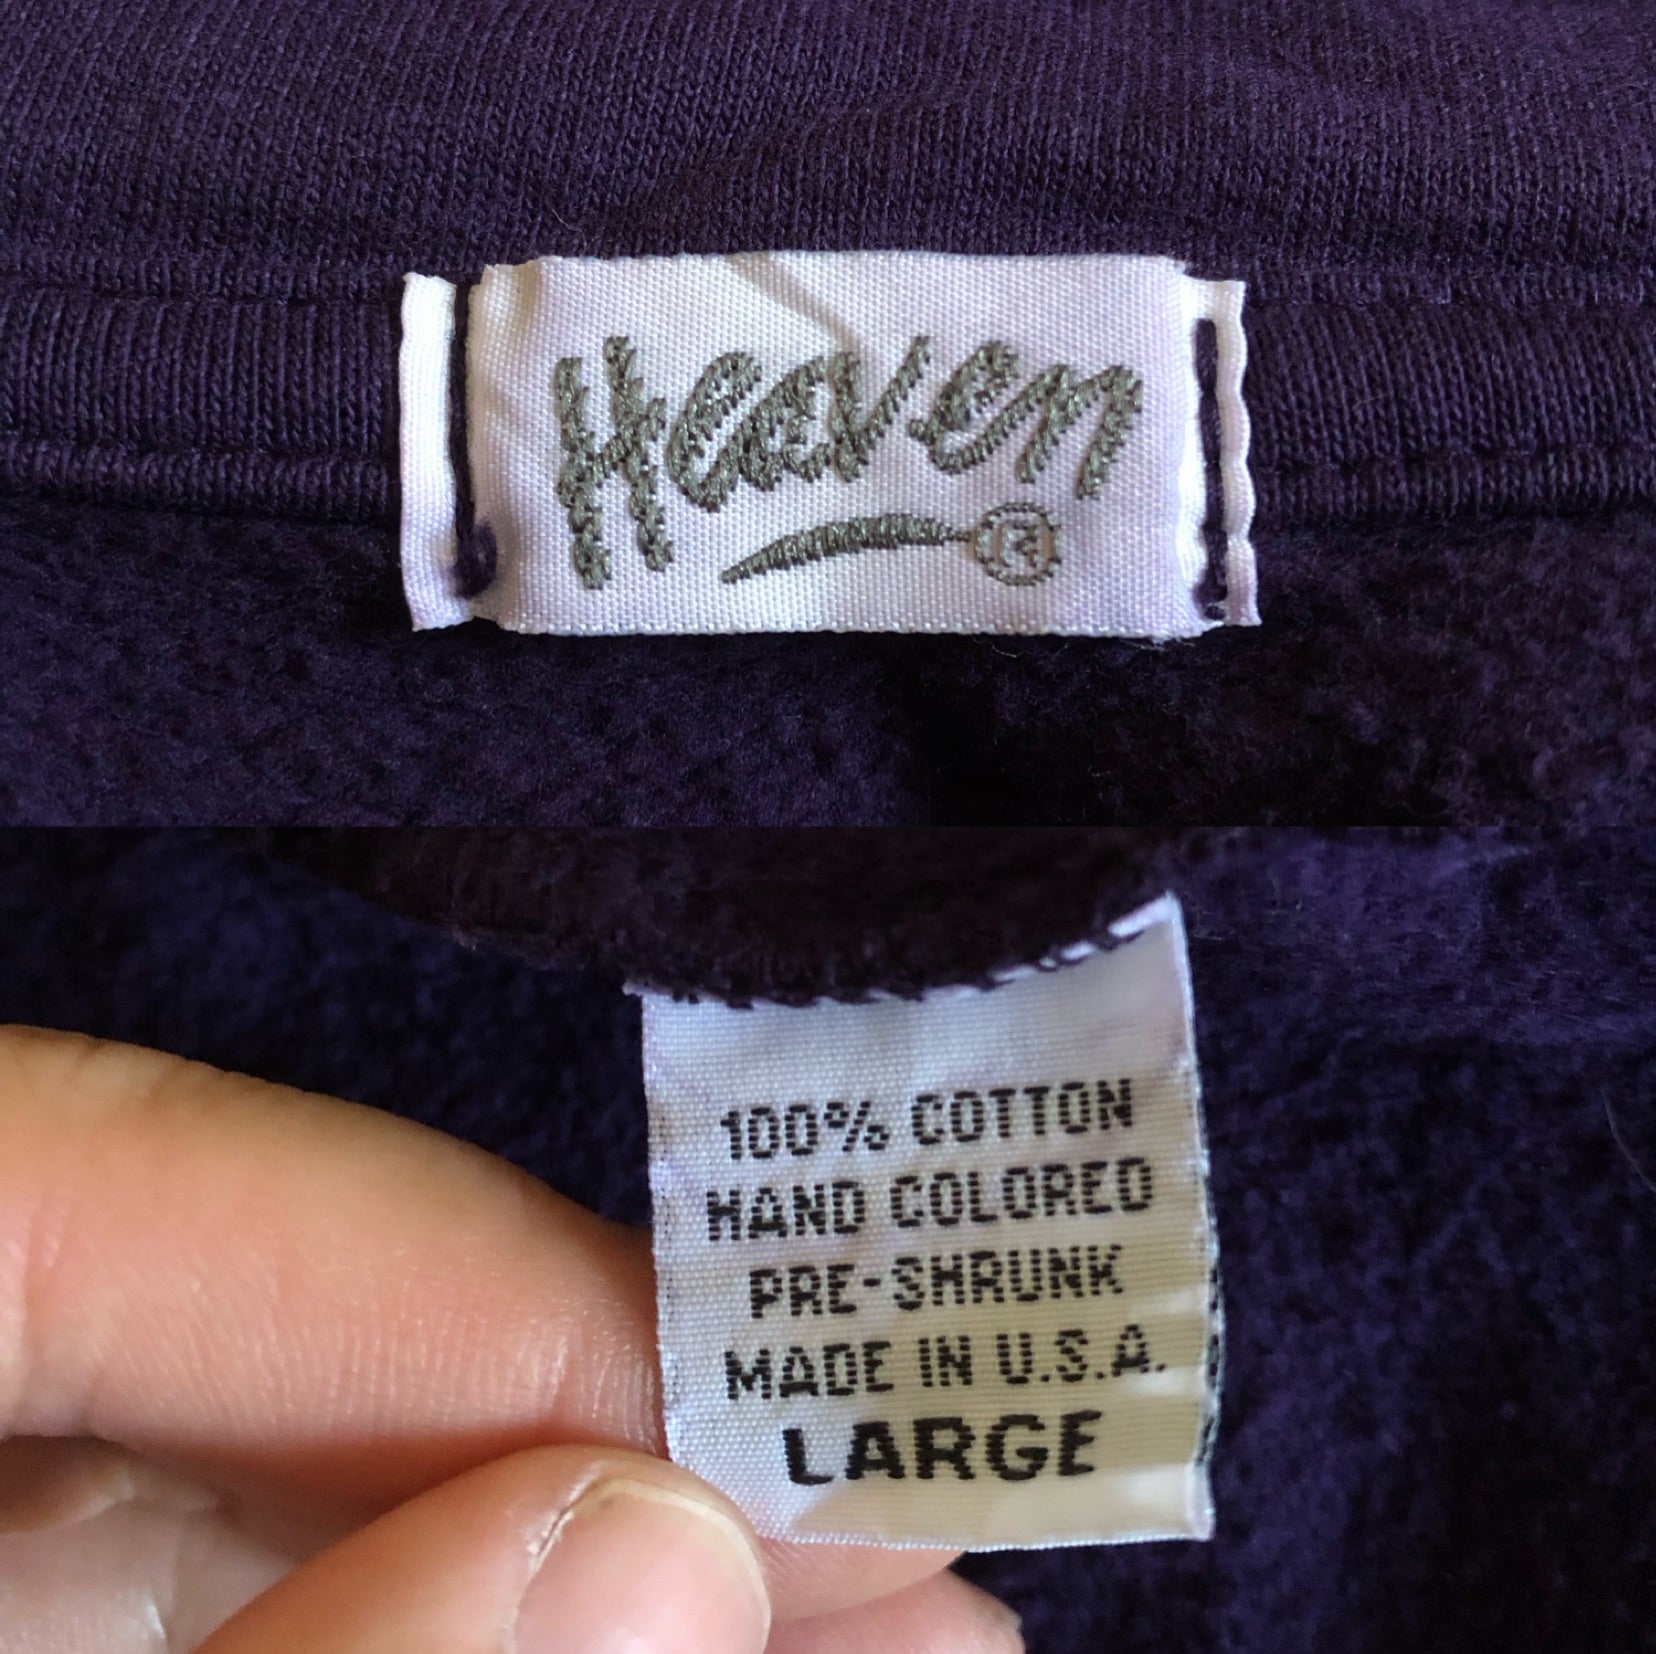 Heaven
®
100% COTTON
HAND COLORED
PRE-SHRUNK
MADE IN U.S.A.
LARGE